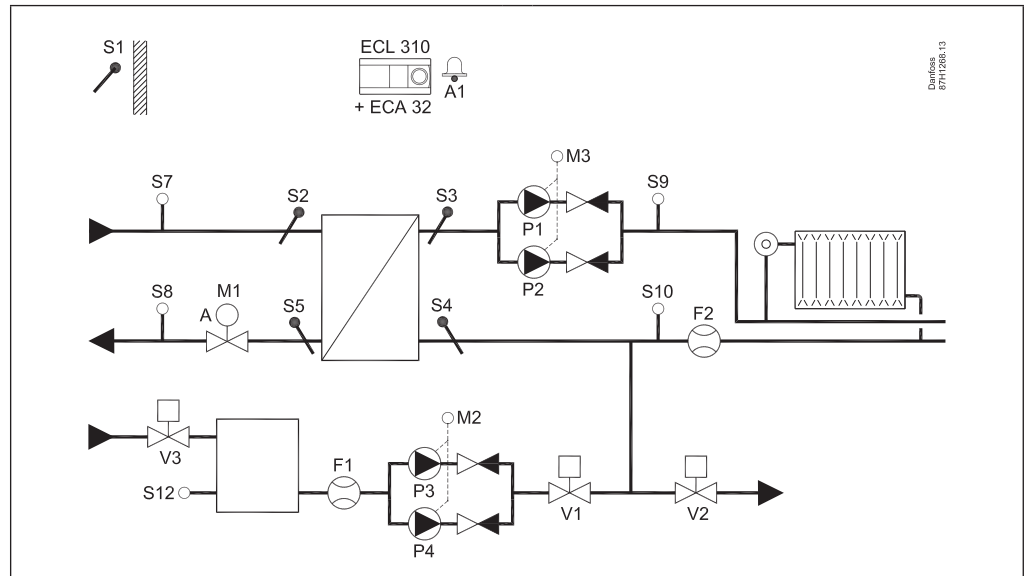 S1
ECL 310
A1
+ ECA 32
Danfoss
87H1268.13
M3
S7
S2
S3
S9
P1
P2
S8
M1
A
S5
S4
S10
F2
M2
V3
F1
P3
S12
V1
V2
P4